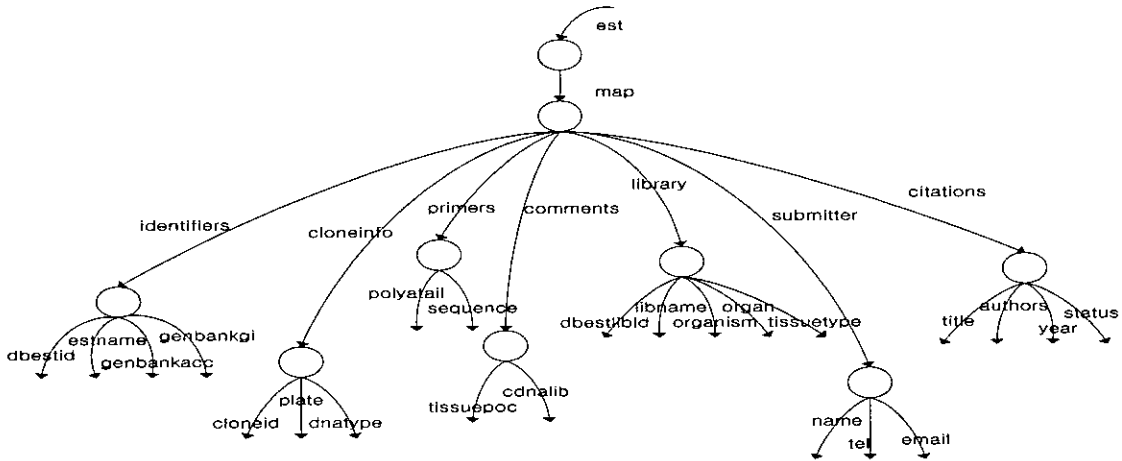 est
map
library
citations
primers
comments
submitter
identifiers
cloneinfo
polyatail
sequence
libname
organ
authors
status
dbestlibld
organism
tissuetype
title
year
estname
genbankgi
dbestid
genbankacc
plate
cdnalib
cloneid
dnatype
tissuepoc
name
tel
email